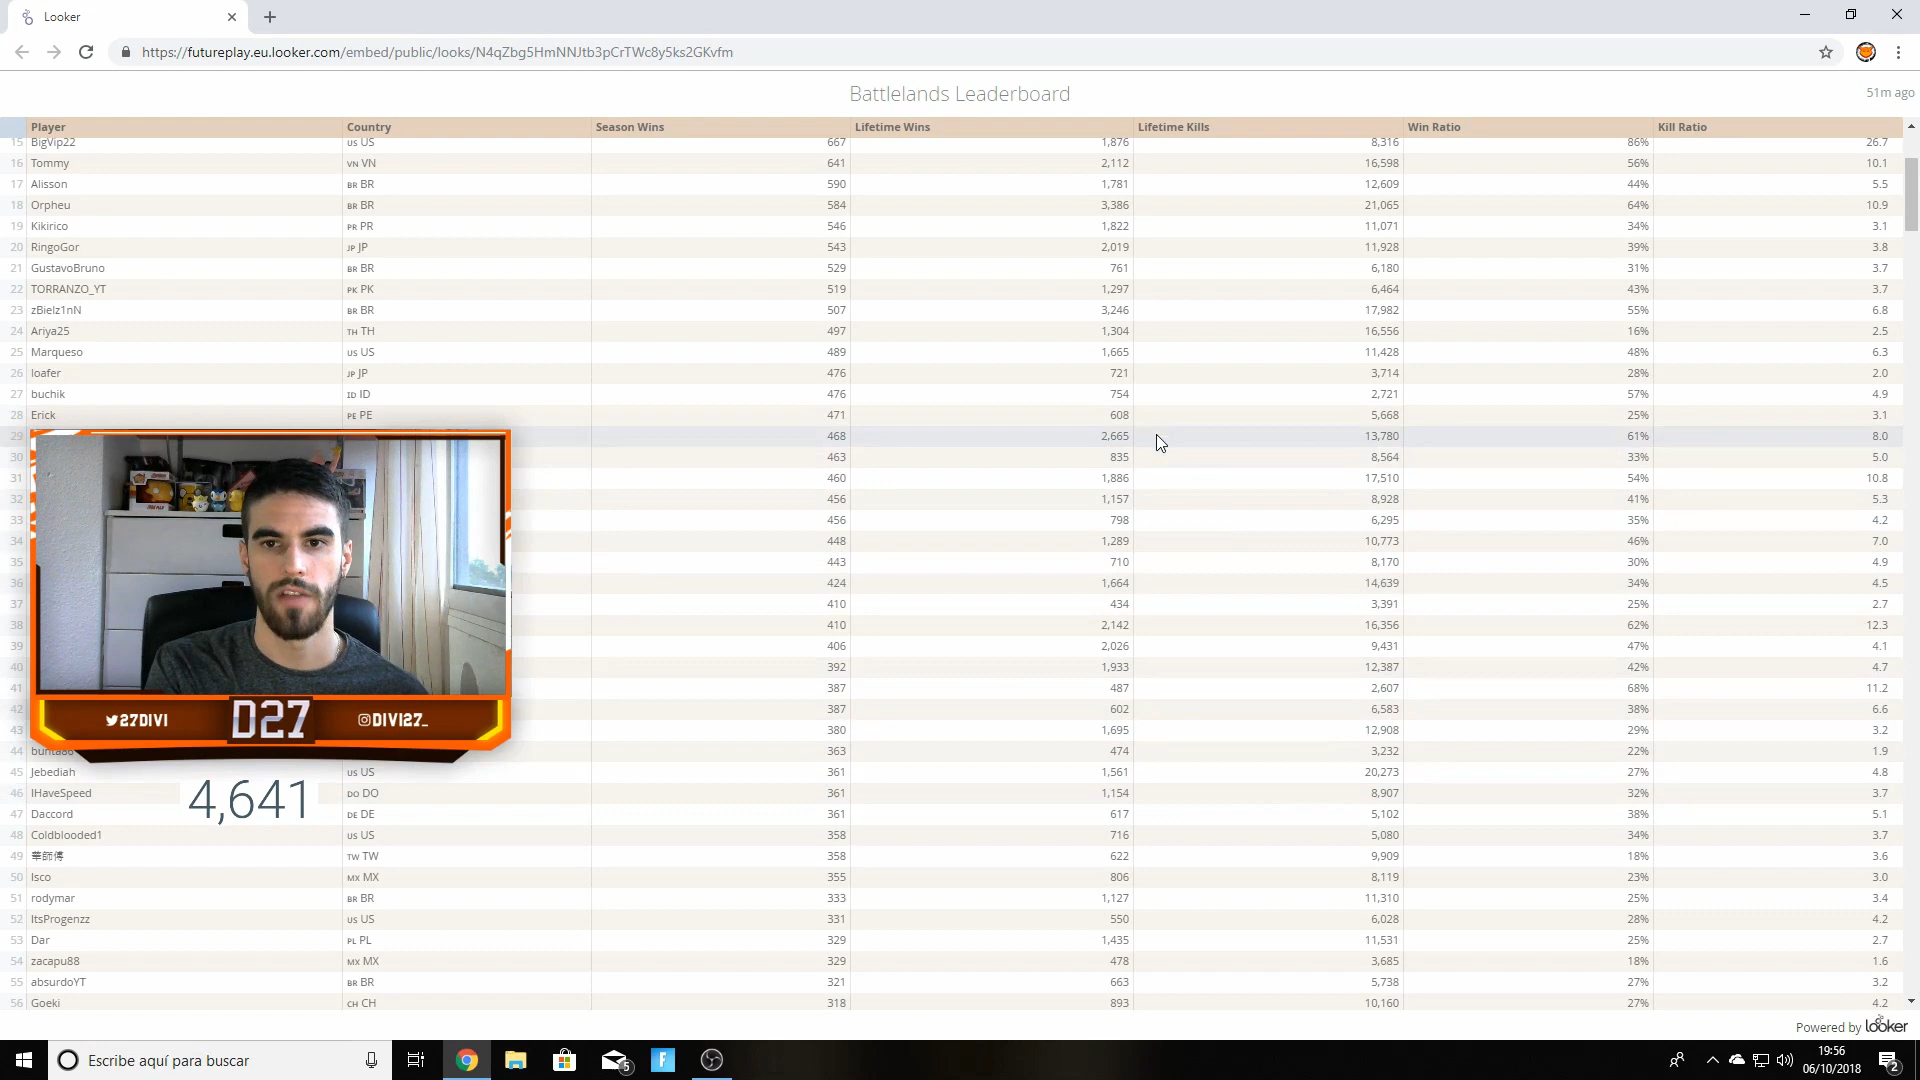 Looker
https://futureplay.eu.looker.com/embed/public/looks/N4qZbg5HmNNJtb3pCrTWc8y5ks2GKvfm
Battlelands Leaderboard
51m ago
Player Country Season Wins Lifetime Wins Lifetime Kills Win Ratio Kill Ratio
15 BigVip22 US US 667 1,876 8,316 86% 26.7
16 Tommy VN VN 641 2,112 16,598 56% 10.1
17 Alisson BR BR 590 1,781 12,609 44% 5.5
18 Orpheu BR BR 584 3,386 21,065 64% 10.9
19 Kikirico PR PR 546 1,822 11,071 34% 3.1
20 RingoGor JP JP 543 2,019 11,928 39% 3.8
21 GustavoBruno BR BR 529 761 6,180 31% 3.7
22 TORRANZO_YT PK PK 519 1,297 6,464 43% 3.7
23 zBielz1nN BR BR 507 3,246 17,982 55% 6.8
24 Ariya25 TH TH 497 1,304 16,556 16% 2.5
25 Marqueso US US 489 1,665 11,428 48% 6.3
26 loafer JP JP 476 721 3,714 28% 2.0
27 buchik ID ID 476 754 2,721 57% 4.9
28 Erick PE PE 471 608 5,668 25% 3.1
29 468 2,665 13,780 61% 8.0
30 463 835 8,564 33% 5.0
31 460 1,886 17,510 54% 10.8
32 456 1,157 8,928 41% 5.3
33 456 798 6,295 35% 4.2
34 448 1,289 10,773 46% 7.0
35 443 710 8,170 30% 4.9
36 424 1,664 14,639 34% 4.5
37 410 434 3,391 25% 2.7
38 410 2,142 16,356 62% 12.3
39 406 2,026 9,431 47% 4.1
40 392 1,933 12,387 42% 4.7
41 387 487 2,607 68% 11.2
42 387 602 6,583 38% 6.6
43 380 1,695 12,908 29% 3.2
44 363 474 3,232 22% 1.9
45 Jebediah US US 361 1,561 20,273 27% 4.8
46 IHaveSpeed DO DO 361 1,154 8,907 32% 3.7
47 Daccord DE DE 361 617 5,102 38% 5.1
48 Coldblooded1 US US 358 716 5,080 34% 3.7
49 華師傅 TW TW 358 622 9,909 18% 3.6
50 Isco MX MX 355 806 8,119 23% 3.0
51 rodymar BR BR 333 1,127 11,310 25% 3.4
52 ItsProgenzz US US 331 550 6,028 28% 4.2
53 Dar PL PL 329 1,435 11,531 25% 2.7
54 zacapu88 MX MX 329 478 3,685 18% 1.6
55 absurdoYT BR BR 321 663 5,738 27% 3.2
56 Goeki CH CH 318 893 10,160 27% 4.2
27DIVI D27 DIVI27_
4,641
Powered by looker
Escribe aquí para buscar
5
19:56
06/10/2018
2